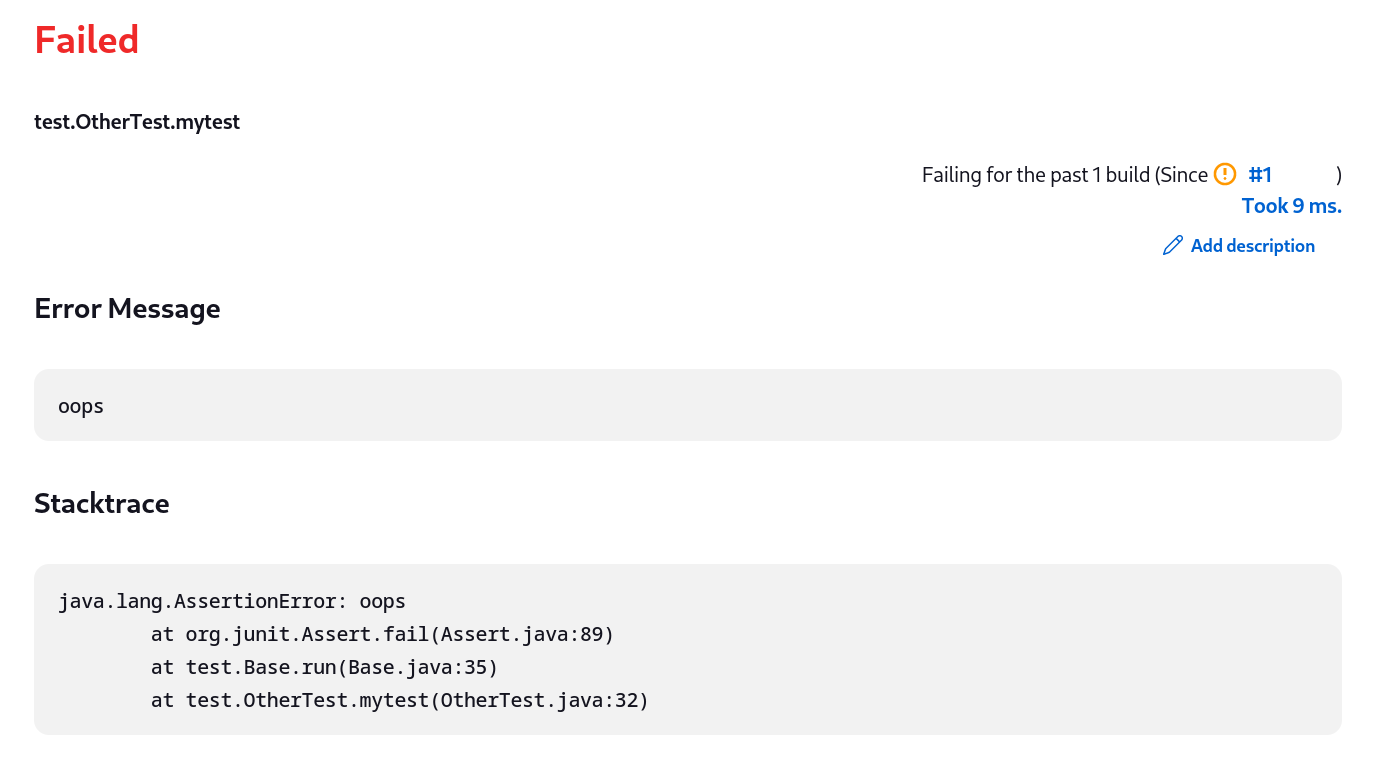 Failed
test.OtherTest.mytest
Failing for the past 1 build (Since #1 )
Took 9 ms.
Add description
Error Message
oops
Stacktrace
java.lang.AssertionError: oops
at org.junit.Assert.fail(Assert.java:89)
at test.Base.run(Base.java:35)
at test.OtherTest.mytest(OtherTest.java:32)